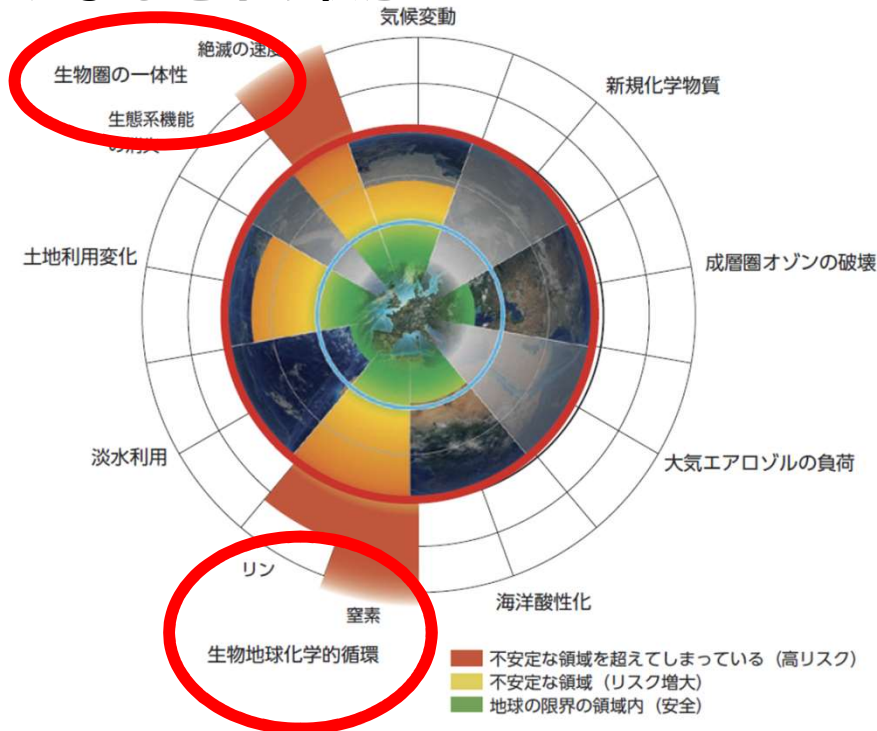 気候変動
絶滅の速度
生物圏の一体性
新規化学物質
生態系機能
の消失
土地利用変化
成層圏オゾンの破壊
淡水利用
大気エアロゾルの負荷
リン
海洋酸性化
窒素
生物地球化学的循環
不安定な領域を超えてしまっている（高リスク）
不安定な領域（リスク増大）
地球の限界の領域内（安全）